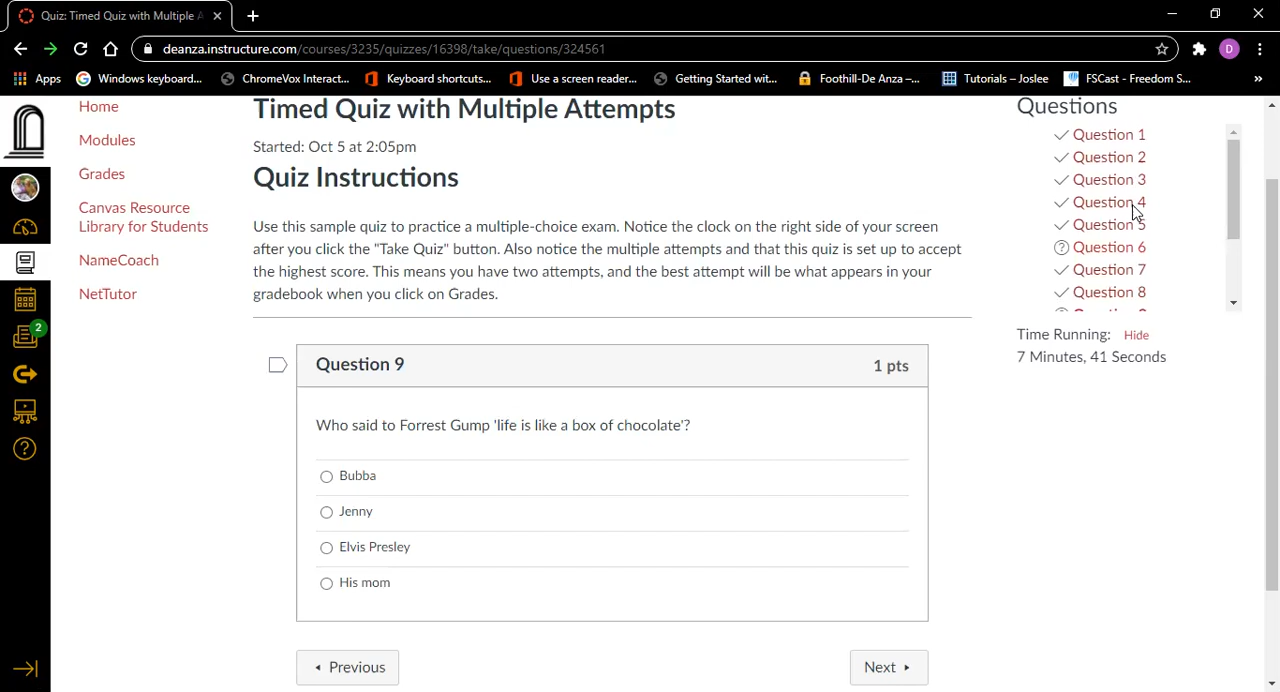 Quiz: Timed Quiz with Multiple A
deanza.instructure.com/courses/3235/quizzes/16398/take/questions/324561
D
Apps
Windows keyboard...
ChromeVox Interact...
Keyboard shortcuts...
Use a screen reader...
Getting Started wit...
Foothill-De Anza –...
Tutorials – Joslee
FSCast - Freedom S...
»
Home
Modules
Grades
Canvas Resource
Library for Students
NameCoach
NetTutor
2
Timed Quiz with Multiple Attempts
Started: Oct 5 at 2:05pm
Quiz Instructions
Use this sample quiz to practice a multiple-choice exam. Notice the clock on the right side of your screen
after you click the "Take Quiz" button. Also notice the multiple attempts and that this quiz is set up to accept
the highest score. This means you have two attempts, and the best attempt will be what appears in your
gradebook when you click on Grades.
Question 9
1 pts
Who said to Forrest Gump 'life is like a box of chocolate'?
Bubba
Jenny
Elvis Presley
His mom
Previous
Next
Questions
Question 1
Question 2
Question 3
Question 4
Question 5
Question 6
Question 7
Question 8
Time Running: Hide
7 Minutes, 41 Seconds